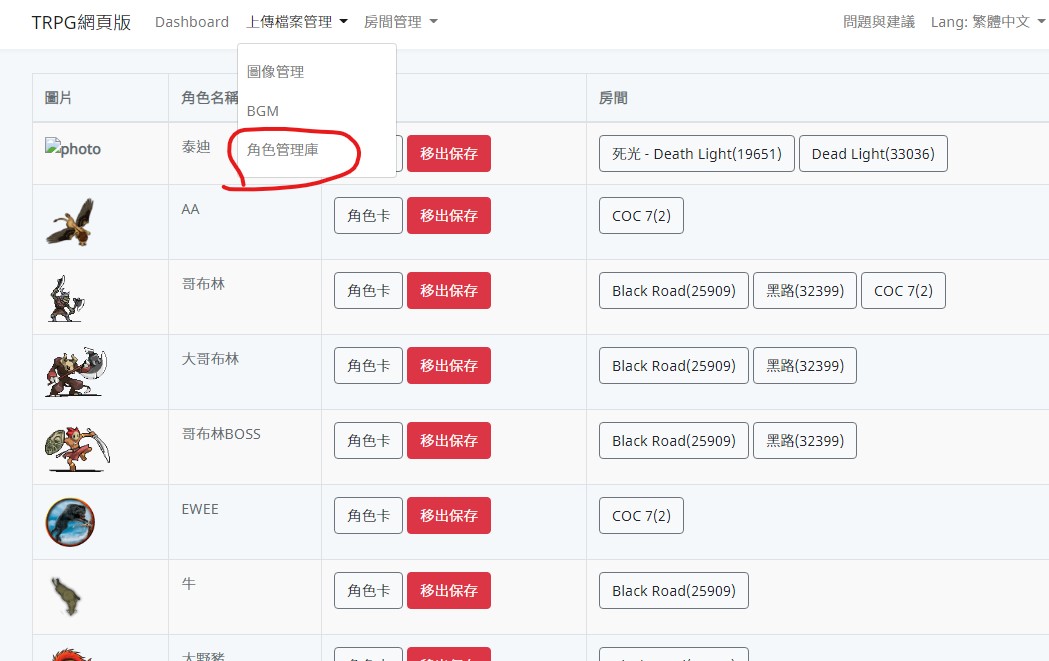 TRPG網頁版 Dashboard 上傳檔案管理 房間管理 問題與建議 Lang: 繁體中文
圖像管理
BGM
角色管理庫
圖片 角色名稱 房間
photo 泰迪 移出保存 死光 - Death Light(19651) Dead Light(33036)
AA 角色卡 移出保存 COC 7(2)
哥布林 角色卡 移出保存 Black Road(25909) 黑路(32399) COC 7(2)
大哥布林 角色卡 移出保存 Black Road(25909) 黑路(32399)
哥布林BOSS 角色卡 移出保存 Black Road(25909) 黑路(32399)
EWEE 角色卡 移出保存 COC 7(2)
牛 角色卡 移出保存 Black Road(25909)
大野豬